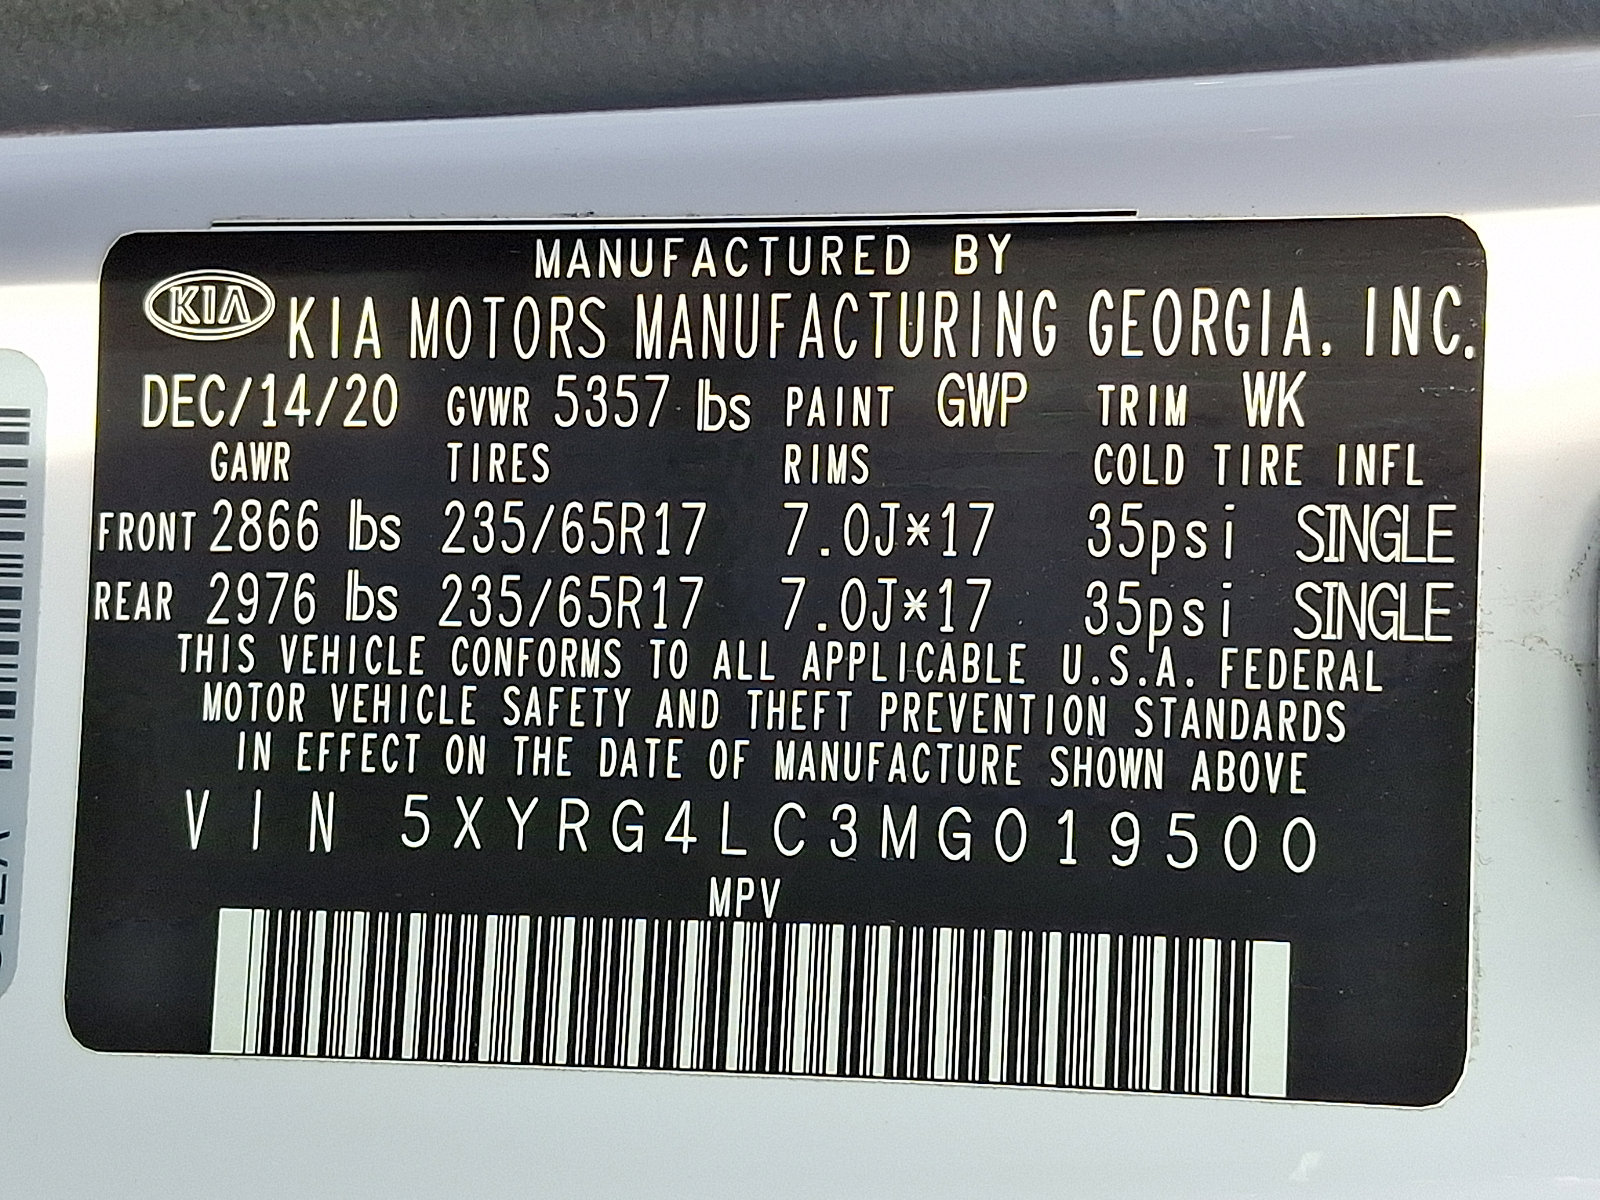 MANUFACTURED BY
KIA KIA MOTORS MANUFACTURING GEORGIA, INC.
DEC/14/20 GVWR 5357 lbs PAINT GWP TRIM WK
GAWR TIRES RIMS COLD TIRE INFL
FRONT 2866 lbs 235/65R17 7.0J*17 35psi SINGLE
REAR 2976 lbs 235/65R17 7.0J*17 35psi SINGLE
THIS VEHICLE CONFORMS TO ALL APPLICABLE U.S.A. FEDERAL
MOTOR VEHICLE SAFETY AND THEFT PREVENTION STANDARDS
IN EFFECT ON THE DATE OF MANUFACTURE SHOWN ABOVE
VIN 5XYRG4LC3MG019500
MPV